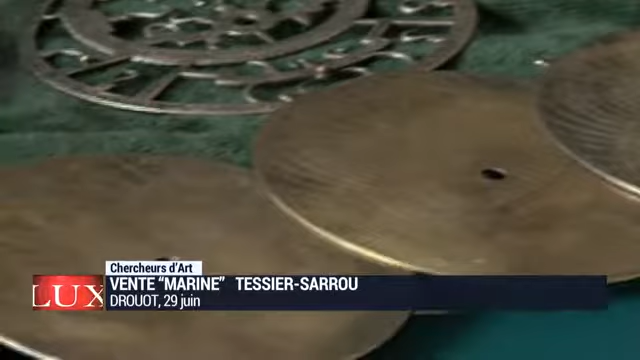 Chercheurs d'Art
VENTE "MARINE" TESSIER-SARROU
LUX
DROUOT, 29 juin